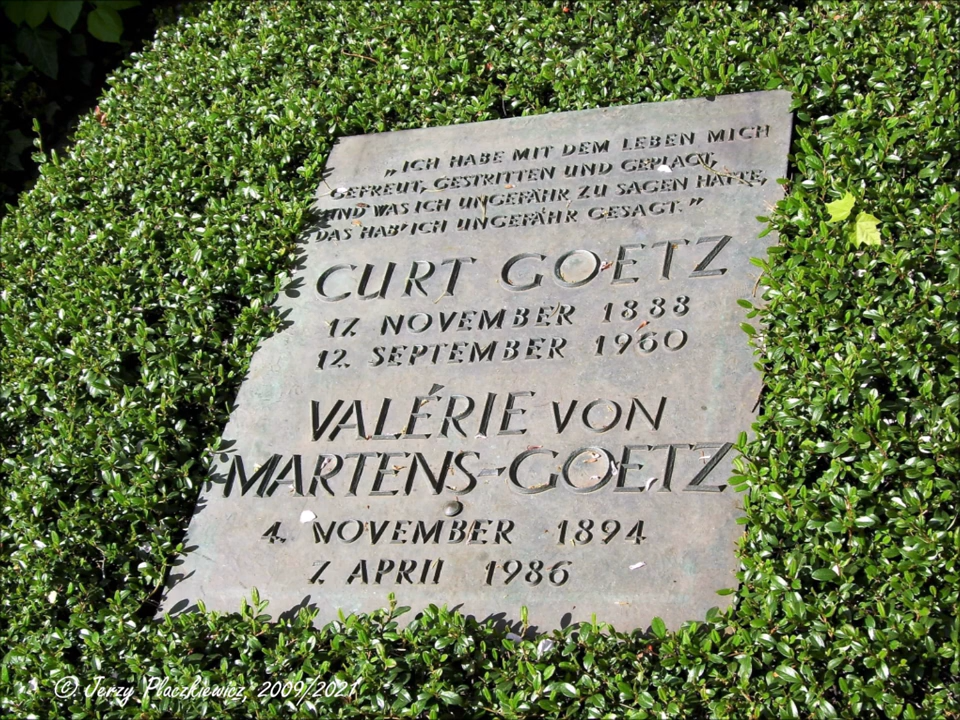 „ICH HABE MIT DEM LEBEN MICH
GEFREUT, GESTRITTEN UND GEPLAGT,
UND WAS ICH UNGEFÄHR ZU SAGEN HATTE,
DAS HAB' ICH UNGEFÄHR GESAGT."
CURT GOETZ
17. NOVEMBER 1888
12. SEPTEMBER 1960
VALÉRIE VON
MARTENS-GOETZ
4. NOVEMBER 1894
7. APRIL 1986
© Jerzy Płaczkiewicz, 2009/2021